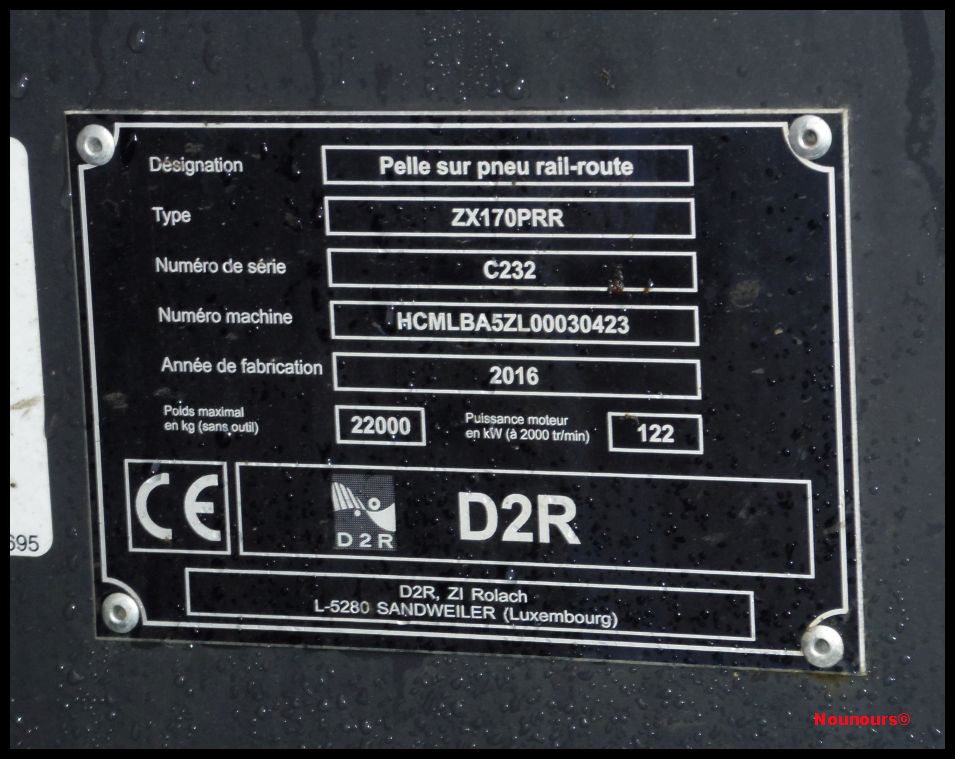 Désignation Pelle sur pneu rail-route
Type ZX170PRR
Numéro de série C232
Numéro machine HCMLBA5ZL00030423
Année de fabrication 2016
Poids maximal
en kg (sans outil) 22000
Puissance moteur
en kW (à 2000 tr/min) 122
CE
D2R
D2R
D2R, ZI Rolach
L-5280 SANDWEILER (Luxembourg)
695
Nounours®